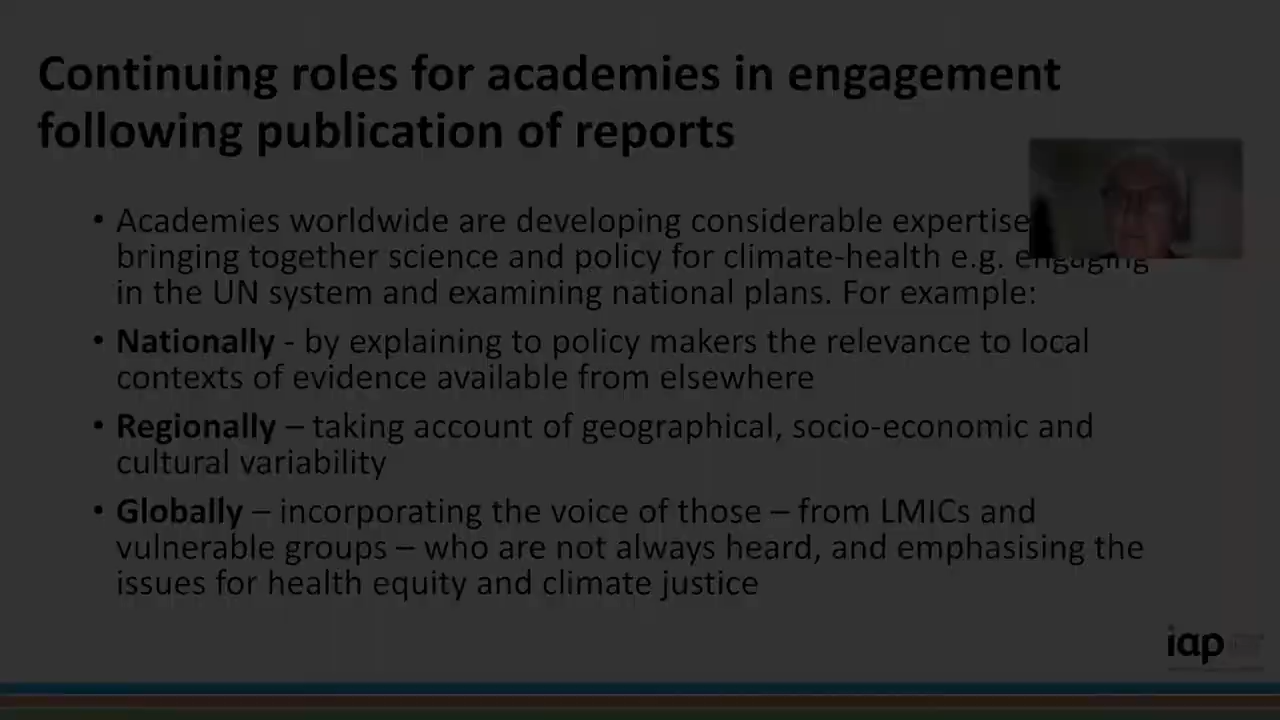 Continuing roles for academies in engagement
following publication of reports
• Academies worldwide are developing considerable expertise
bringing together science and policy for climate-health e.g. engaging
in the UN system and examining national plans. For example:
• Nationally - by explaining to policy makers the relevance to local
contexts of evidence available from elsewhere
• Regionally – taking account of geographical, socio-economic and
cultural variability
• Globally – incorporating the voice of those – from LMICs and
vulnerable groups – who are not always heard, and emphasising the
issues for health equity and climate justice
iap